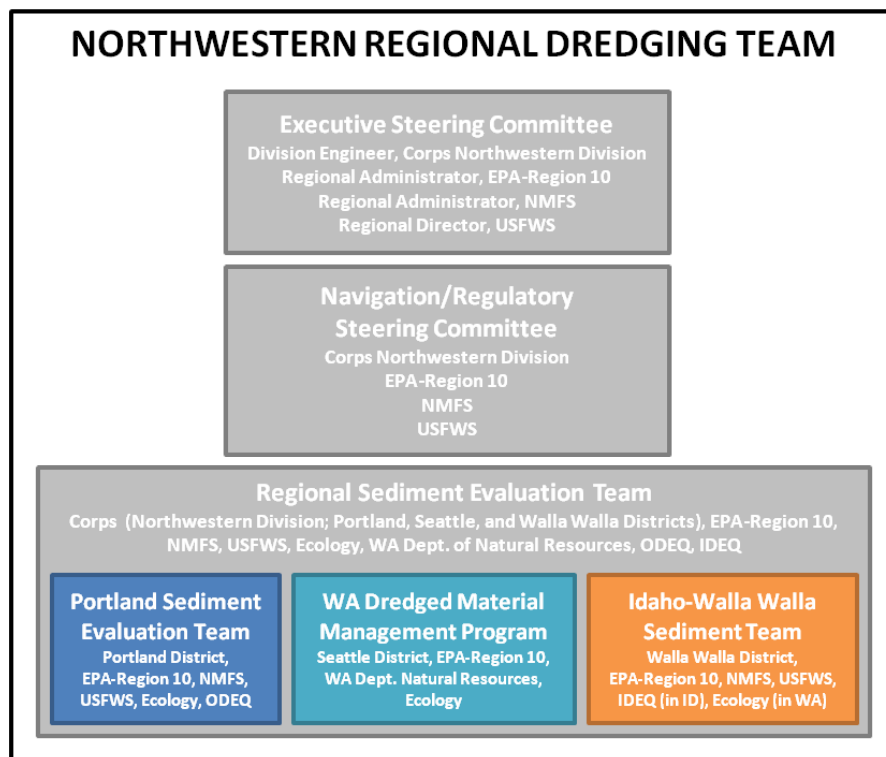 NORTHWESTERN REGIONAL DREDGING TEAM
Executive Steering Committee
Division Engineer, Corps Northwestern Division
Regional Administrator, EPA-Region 10
Regional Administrator, NMFS
Regional Director, USFWS
Navigation/Regulatory
Steering Committee
Corps Northwestern Division
EPA-Region 10
NMFS
USFWS
Regional Sediment Evaluation Team
Corps (Northwestern Division; Portland, Seattle, and Walla Walla Districts), EPA-Region 10,
NMFS, USFWS, Ecology, WA Dept. of Natural Resources, ODEQ, IDEQ
Portland Sediment
Evaluation Team
Portland District,
EPA-Region 10, NMFS,
USFWS, Ecology, ODEQ
WA Dredged Material
Management Program
Seattle District, EPA-Region 10,
WA Dept. Natural Resources,
Ecology
Idaho-Walla Walla
Sediment Team
Walla Walla District,
EPA-Region 10, NMFS, USFWS,
IDEQ (in ID), Ecology (in WA)